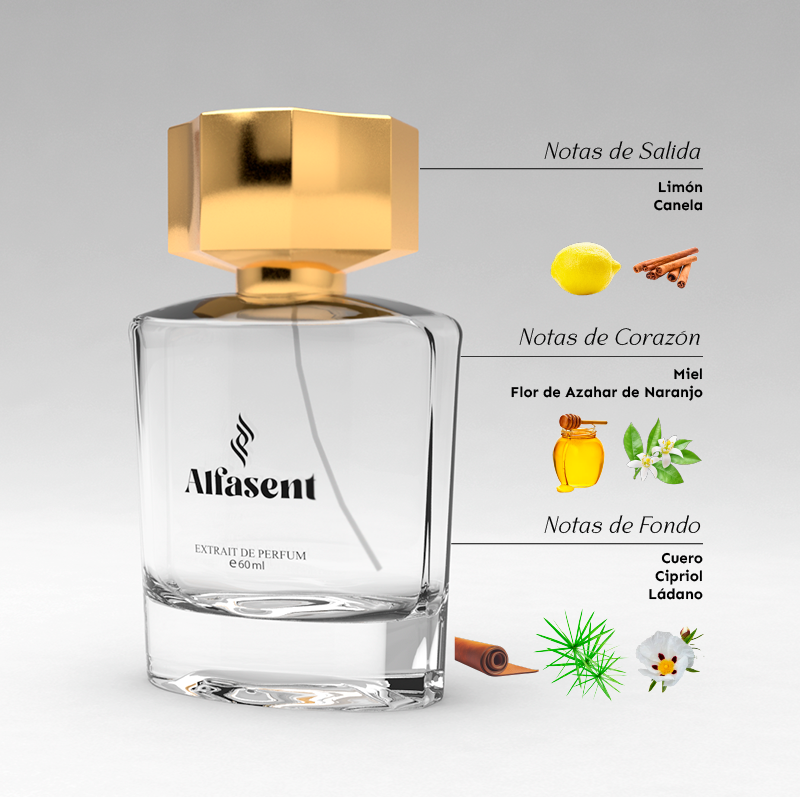 Notas de Salida
Limón
Canela
Notas de Corazón
Miel
Flor de Azahar de Naranjo
Alfasent
EXTRAIT DE PERFUM
e 60 ml
Notas de Fondo
Cuero
Cipriol
Ládano